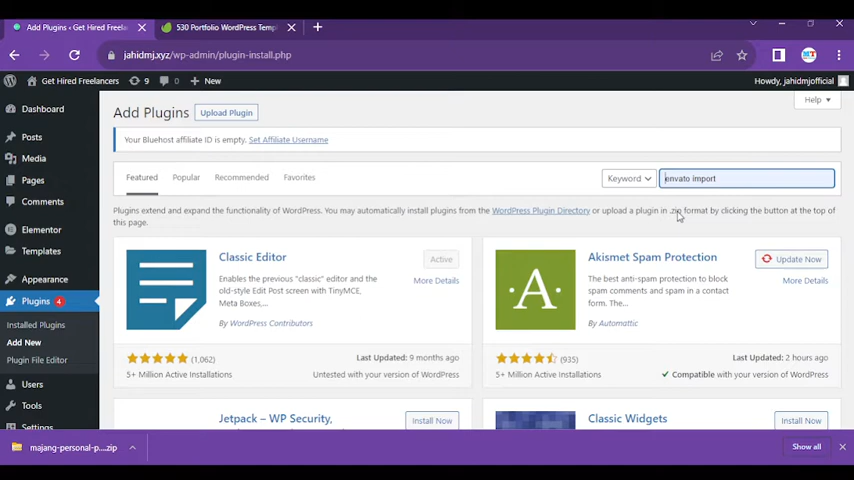 Add Plugins ‹ Get Hired Freelancers
530 Portfolio WordPress Temp
jahidmj.xyz/wp-admin/plugin-install.php
Get Hired Freelancers
9
0
New
Howdy, jahidmjofficial
Dashboard
Posts
Media
Pages
Comments
Elementor
Templates
Appearance
Plugins 4
Installed Plugins
Add New
Plugin File Editor
Users
Tools
Settings
Add Plugins
Upload Plugin
Help
Your Bluehost affiliate ID is empty. Set Affiliate Username
Featured
Popular
Recommended
Favorites
Keyword
envato import
Plugins extend and expand the functionality of WordPress. You may automatically install plugins from the WordPress Plugin Directory or upload a plugin in .zip format by clicking the button at the top of
this page.
Classic Editor
Active
Enables the previous "classic" editor and the
old-style Edit Post screen with TinyMCE,
Meta Boxes,...
More Details
By WordPress Contributors
(1,062)
Last Updated: 9 months ago
5+ Million Active Installations
Untested with your version of WordPress
A
Akismet Spam Protection
Update Now
The best anti-spam protection to block
spam comments and spam in a contact
form. The...
More Details
By Automattic
(935)
Last Updated: 2 hours ago
5+ Million Active Installations
Compatible with your version of WordPress
Jetpack – WP Security,
Install Now
Classic Widgets
Install Now
majang-personal-p....zip
Show all